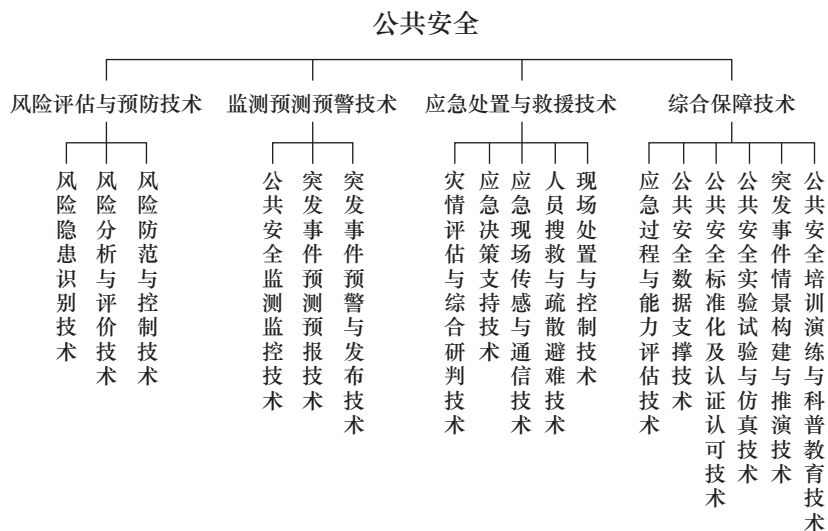 公共安全
风险评估与预防技术
监测预测预警技术
应急处置与救援技术
综合保障技术
风险隐患识别技术
风险分析与评价技术
风险防范与控制技术
公共安全监测监控技术
突发事件预测预报技术
突发事件预警与发布技术
灾情评估与综合研判技术
应急决策支持技术
应急现场传感与通信技术
人员搜救与疏散避难技术
现场处置与控制技术
应急过程与能力评估技术
公共安全数据支撑技术
公共安全标准化及认证认可技术
公共安全实验试验与仿真技术
突发事件情景构建与推演技术
公共安全培训演练与科普教育技术